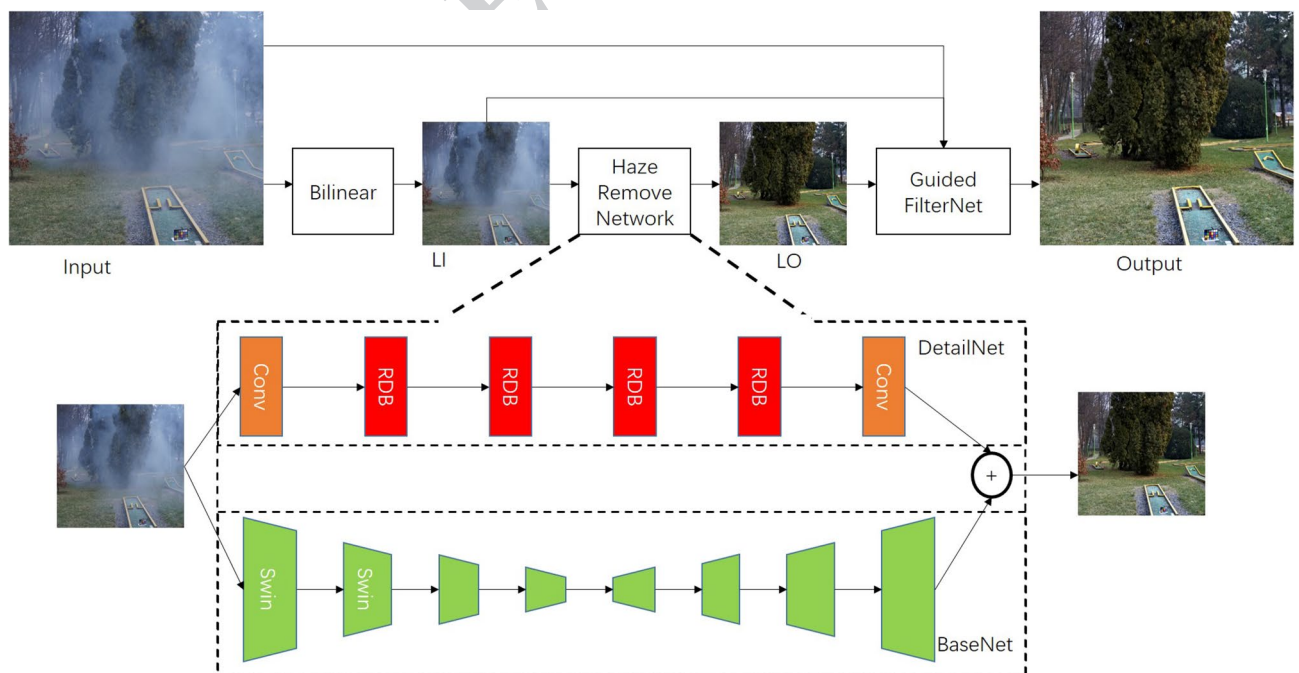 Bilinear
Haze
Remove
Network
Guided
FilterNet
Input
LI
LO
Output
DetailNet
Conv
RDB
RDB
RDB
RDB
Conv
+
Swin
Swin
BaseNet